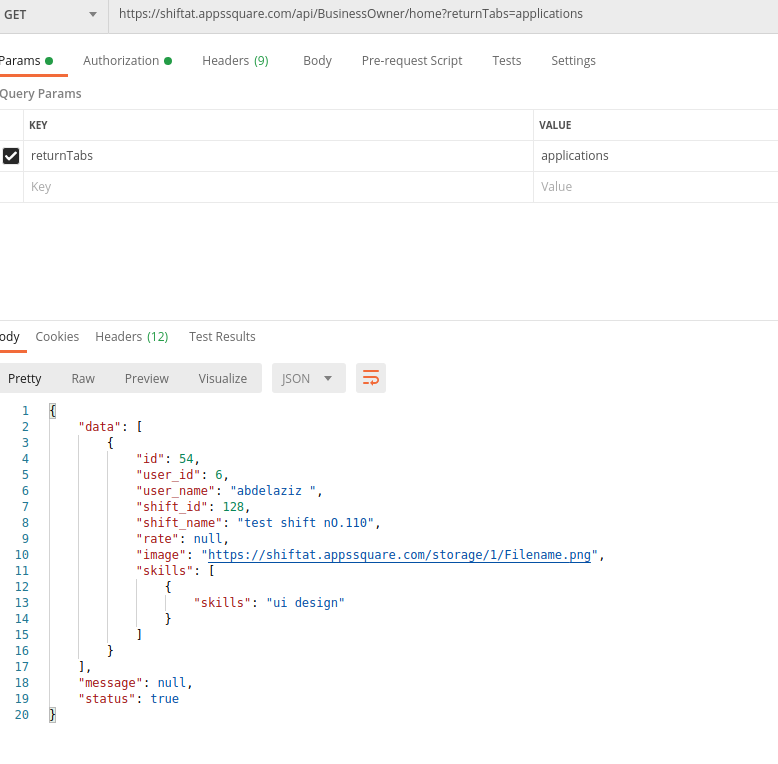 GET https://shiftat.appssquare.com/api/BusinessOwner/home?returnTabs=applications
Params Authorization Headers (9) Body Pre-request Script Tests Settings
Query Params
KEY VALUE
returnTabs applications
Key Value
ody Cookies Headers (12) Test Results
Pretty Raw Preview Visualize JSON
1 {
2 "data": [
3 {
4 "id": 54,
5 "user_id": 6,
6 "user_name": "abdelaziz ",
7 "shift_id": 128,
8 "shift_name": "test shift nO.110",
9 "rate": null,
10 "image": "https://shiftat.appssquare.com/storage/1/Filename.png",
11 "skills": [
12 {
13 "skills": "ui design"
14 }
15 ]
16 }
17 ],
18 "message": null,
19 "status": true
20 }